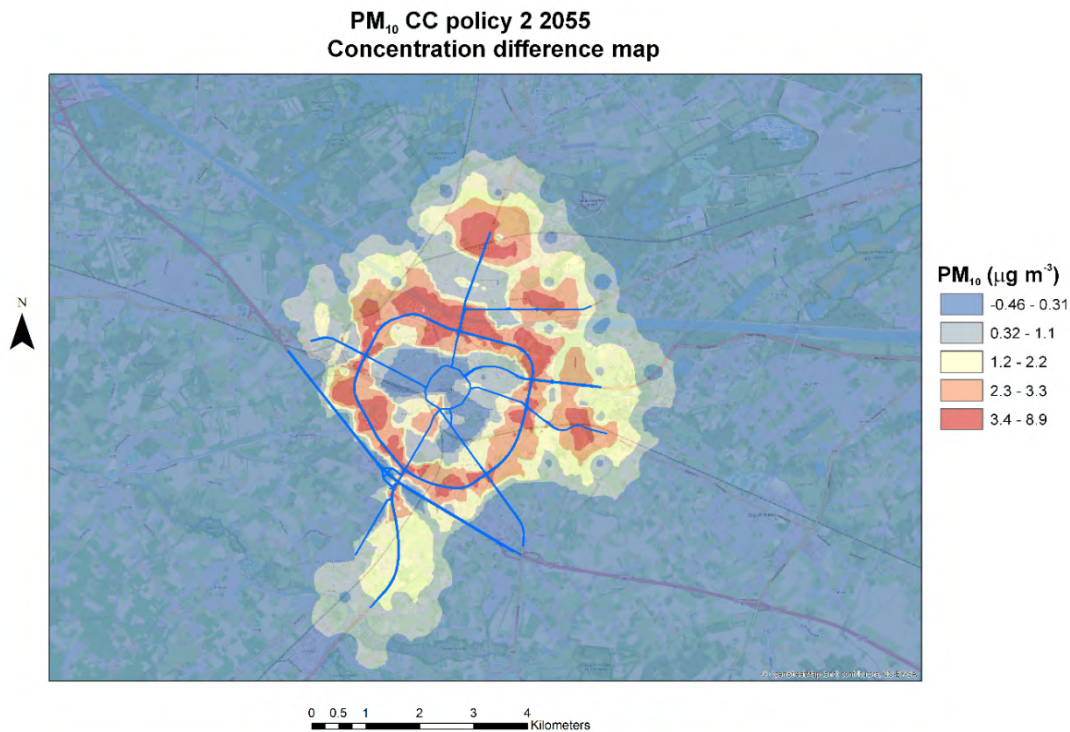 PM₁₀ CC policy 2 2055
Concentration difference map
N
PM₁₀ (µg m⁻³)
-0.46 - 0.31
0.32 - 1.1
1.2 - 2.2
2.3 - 3.3
3.4 - 8.9
0 0.5 1 2 3 4
Kilometers